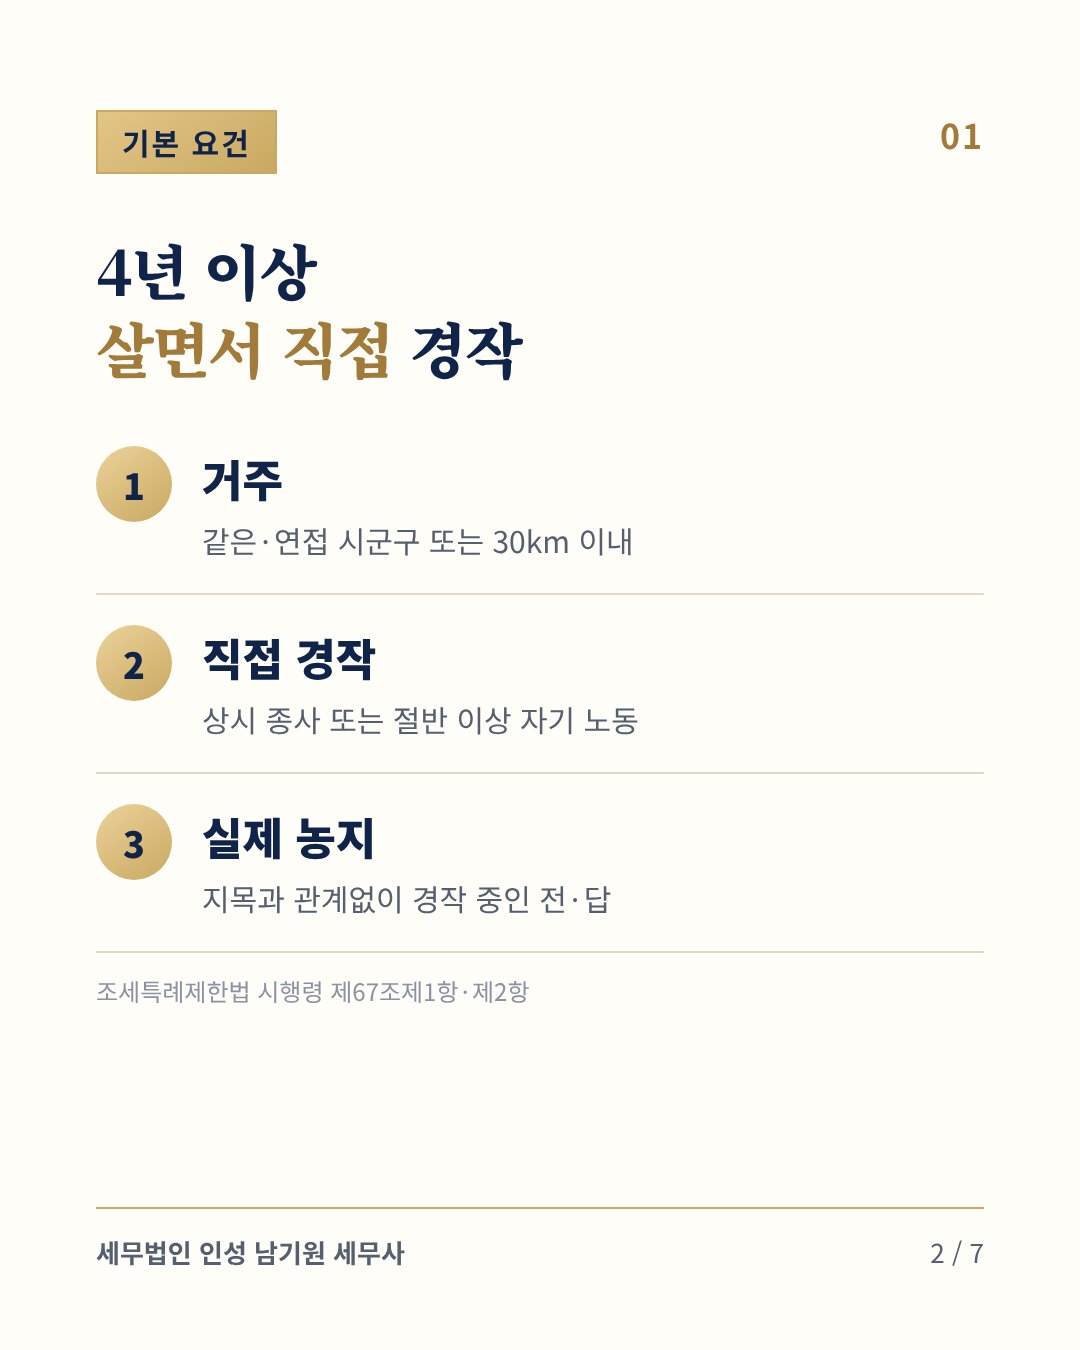 기본 요건
01
4년 이상
살면서 직접 경작
1
거주
같은·연접 시군구 또는 30km 이내
2
직접 경작
상시 종사 또는 절반 이상 자기 노동
3
실제 농지
지목과 관계없이 경작 중인 전·답
조세특례제한법 시행령 제67조제1항·제2항
세무법인 인성 남기원 세무사
2 / 7